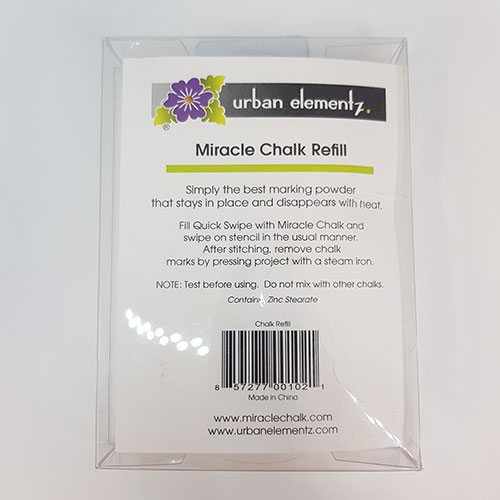 urban elementz.
®
Miracle Chalk Refill
Simply the best marking powder
that stays in place and disappears with heat.
Fill Quick Swipe with Miracle Chalk and
swipe on stencil in the usual manner.
After stitching, remove chalk
marks by pressing project with a steam iron.
NOTE: Test before using. Do not mix with other chalks.
Contains Zinc Stearate
Chalk Refill
8 57277 00102 1
Made in China
www.miraclechalk.com
www.urbanelementz.com